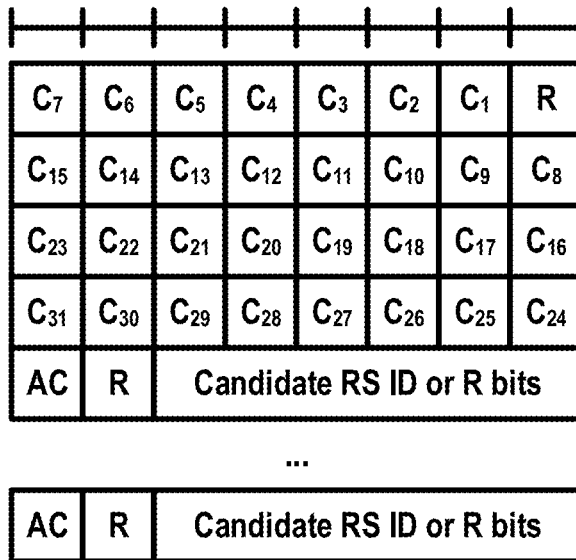 C₇ C₆ C₅ C₄ C₃ C₂ C₁ R
C₁₅ C₁₄ C₁₃ C₁₂ C₁₁ C₁₀ C₉ C₈
C₂₃ C₂₂ C₂₁ C₂₀ C₁₉ C₁₈ C₁₇ C₁₆
C₃₁ C₃₀ C₂₉ C₂₈ C₂₇ C₂₆ C₂₅ C₂₄
AC R Candidate RS ID or R bits
...
AC R Candidate RS ID or R bits